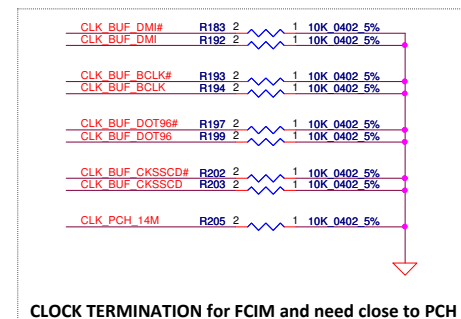 CLK_BUF_DMI# R183 2 1 10K_0402_5%
CLK_BUF_DMI R192 2 1 10K_0402_5%
CLK_BUF_BCLK# R193 2 1 10K_0402_5%
CLK_BUF_BCLK R194 2 1 10K_0402_5%
CLK_BUF_DOT96# R197 2 1 10K_0402_5%
CLK_BUF_DOT96 R199 2 1 10K_0402_5%
CLK_BUF_CKSSCD# R202 2 1 10K_0402_5%
CLK_BUF_CKSSCD R203 2 1 10K_0402_5%
CLK_PCH_14M R205 2 1 10K_0402_5%
CLOCK TERMINATION for FCIM and need close to PCH